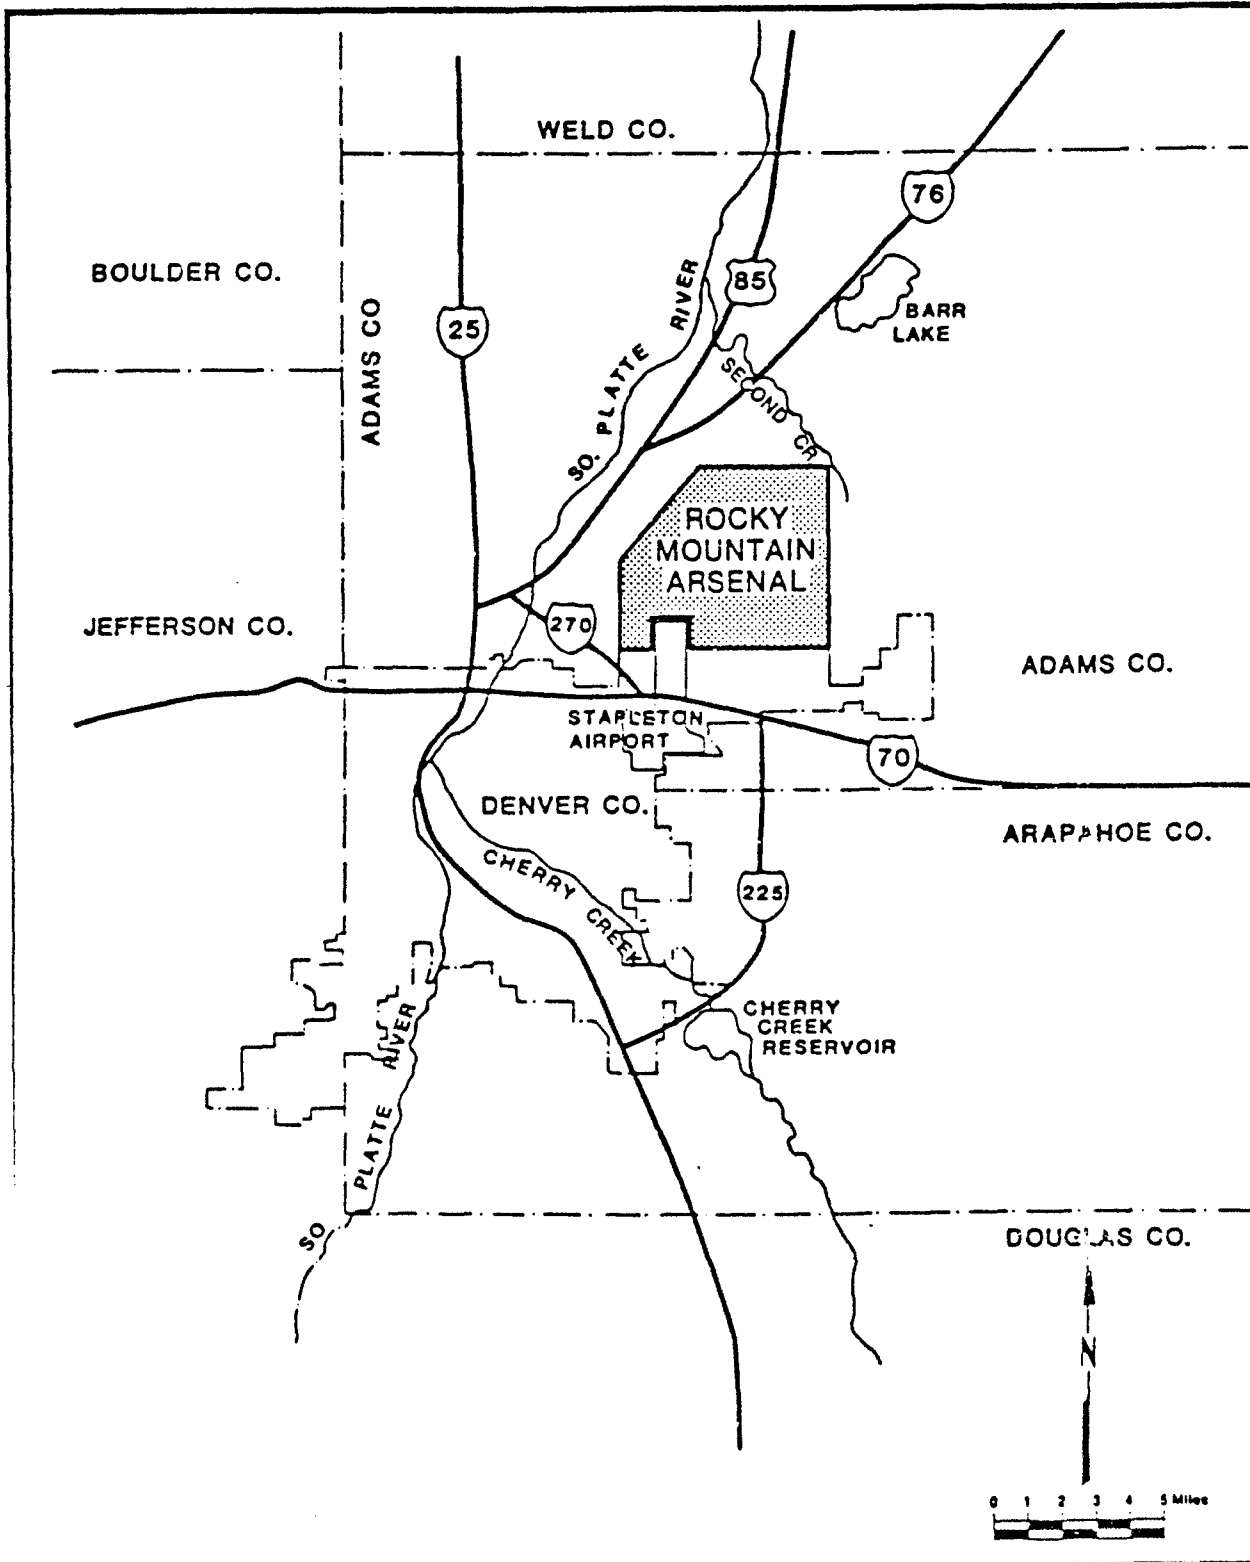 WELD CO.
76
BOULDER CO.
85
SO. PLATTE RIVER
BARR
LAKE
25
ADAMS CO
SECOND CR
ROCKY
MOUNTAIN
ARSENAL
270
JEFFERSON CO.
ADAMS CO.
STAPLETON
AIRPORT
70
DENVER CO.
ARAPAHOE CO.
CHERRY CREEK
225
CHERRY
CREEK
RESERVOIR
SO PLATTE RIVER
DOUGLAS CO.
N
0 1 2 3 4 5 Miles